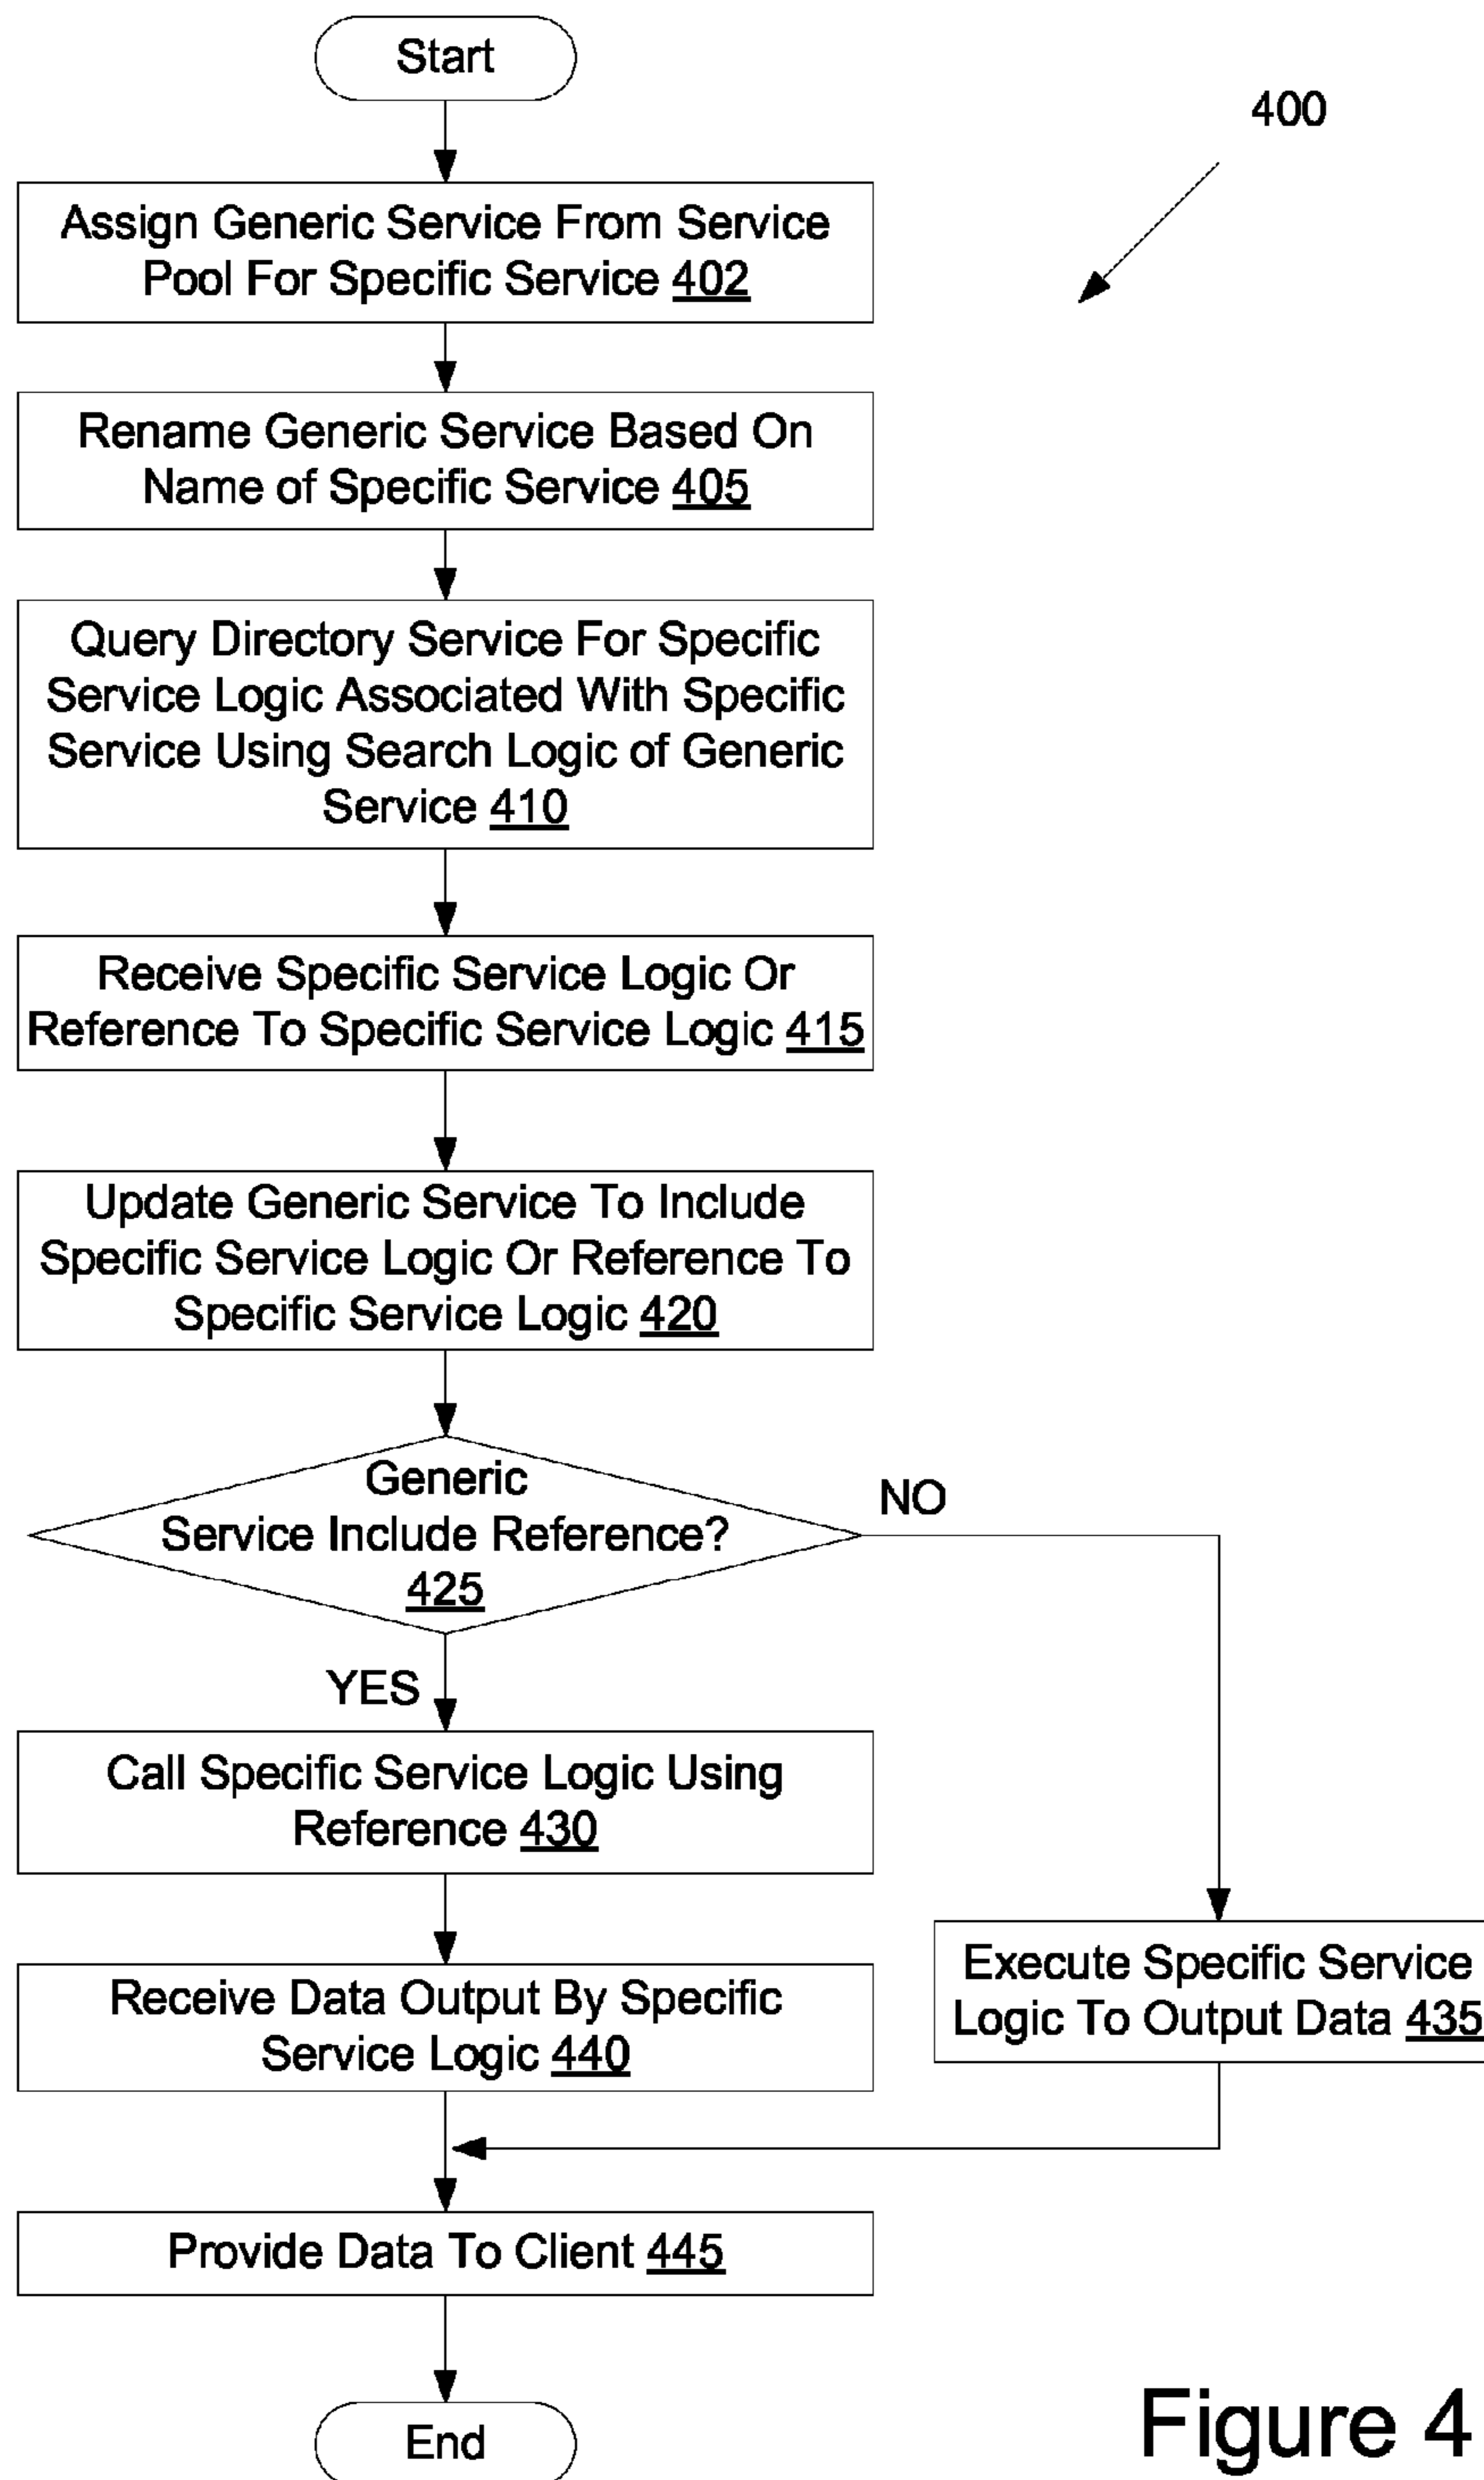 Start
400
Assign Generic Service From Service
Pool For Specific Service 402
Rename Generic Service Based On
Name of Specific Service 405
Query Directory Service For Specific
Service Logic Associated With Specific
Service Using Search Logic of Generic
Service 410
Receive Specific Service Logic Or
Reference To Specific Service Logic 415
Update Generic Service To Include
Specific Service Logic Or Reference To
Specific Service Logic 420
Generic
Service Include Reference?
425
NO
YES
Call Specific Service Logic Using
Reference 430
Execute Specific Service
Logic To Output Data 435
Receive Data Output By Specific
Service Logic 440
Provide Data To Client 445
End
Figure 4